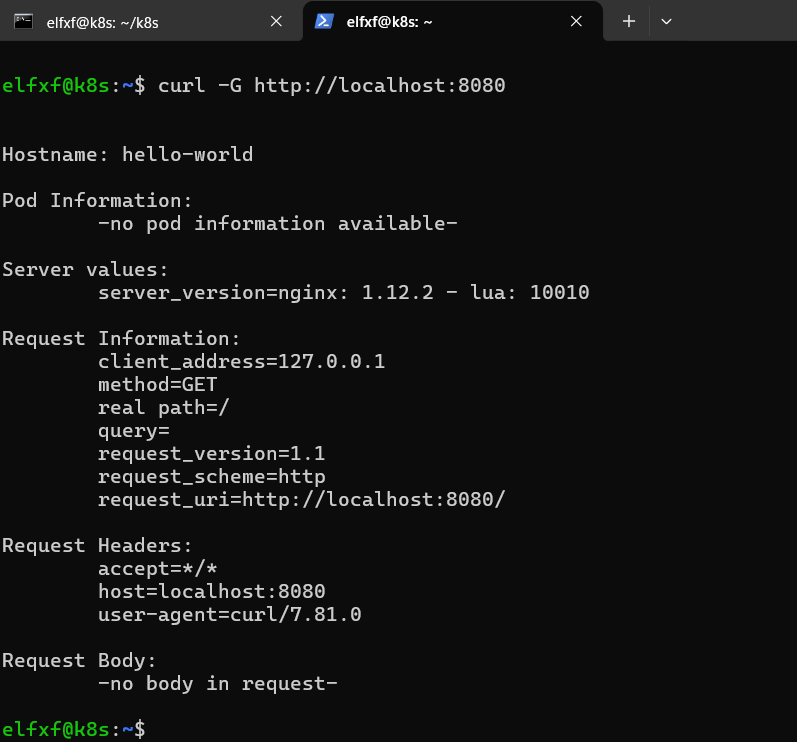 elfxf@k8s: ~/k8s
elfxf@k8s: ~
elfxf@k8s:~$ curl -G http://localhost:8080
Hostname: hello-world
Pod Information:
-no pod information available-
Server values:
server_version=nginx: 1.12.2 - lua: 10010
Request Information:
client_address=127.0.0.1
method=GET
real path=/
query=
request_version=1.1
request_scheme=http
request_uri=http://localhost:8080/
Request Headers:
accept=*/*
host=localhost:8080
user-agent=curl/7.81.0
Request Body:
-no body in request-
elfxf@k8s:~$